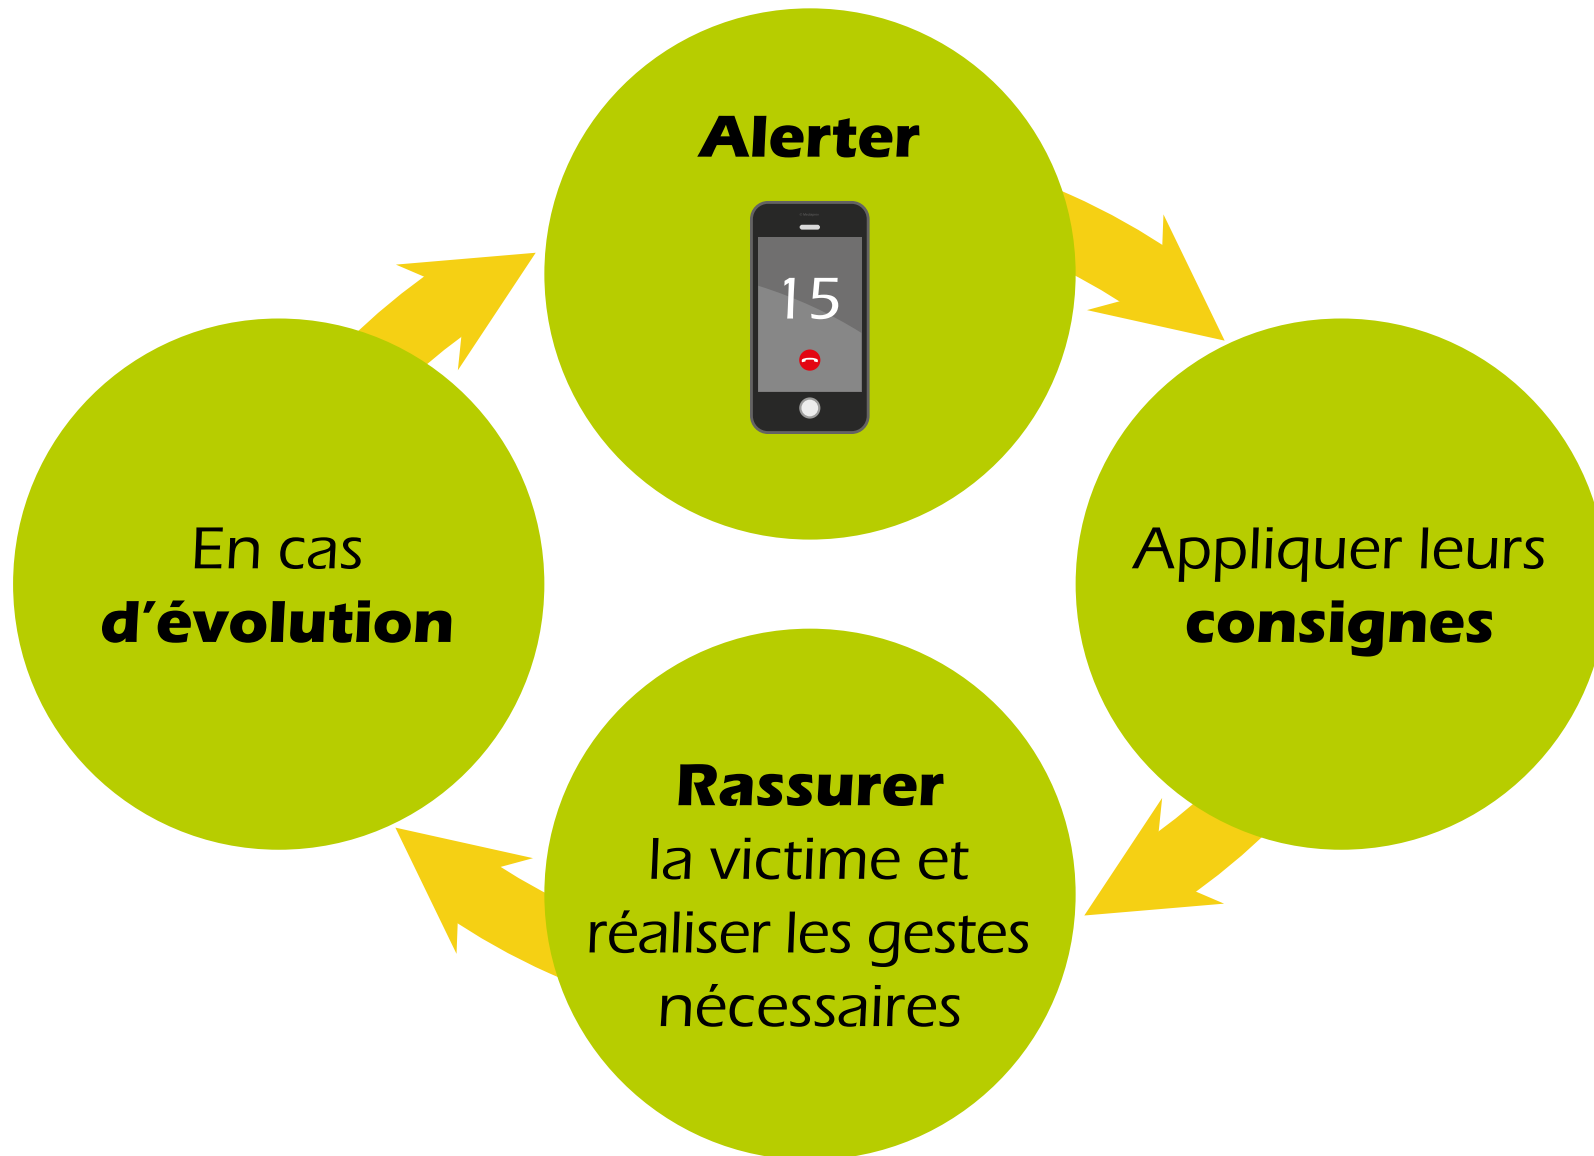 Alerter
15
Appliquer leurs
consignes
Rassurer
la victime et
réaliser les gestes
nécessaires
En cas
d'évolution